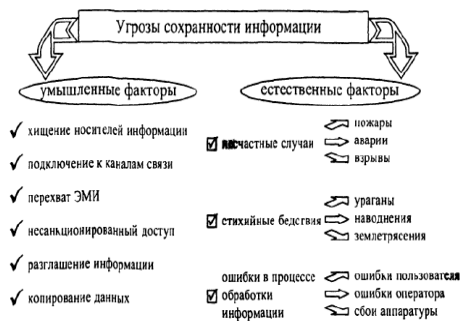 Угрозы сохранности информации
умышленные факторы
хищение носителей информации
подключение к каналам связи
перехват ЭМИ
несанкционированный доступ
разглашение информации
копирование данных
естественные факторы
несчастные случаи
пожары
аварии
взрывы
стихийные бедствия
ураганы
наводнения
землетрясения
ошибки в процессе
обработки
информации
ошибки пользователя
ошибки оператора
сбои аппаратуры